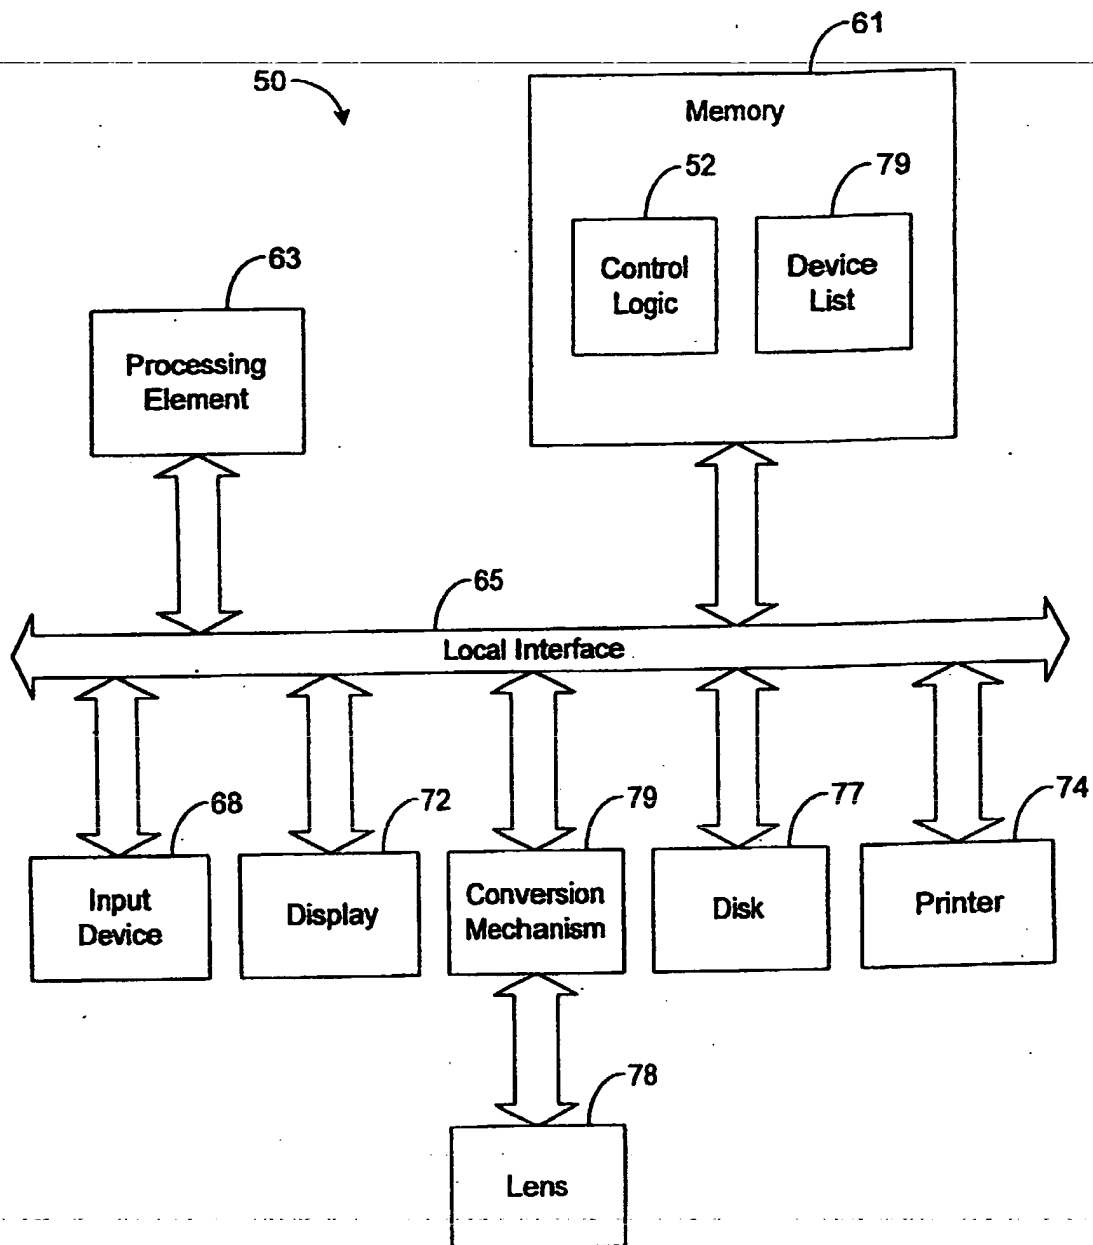 61
50
Memory
52
79
Control
Logic
Device
List
63
Processing
Element
65
Local Interface
68
72
79
77
74
Input
Device
Display
Conversion
Mechanism
Disk
Printer
78
Lens